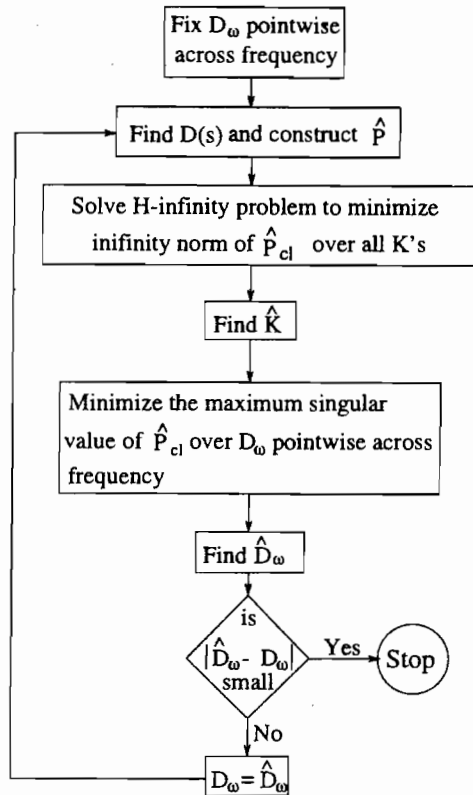 Fix D_ω pointwise
across frequency
Find D(s) and construct P̂
Solve H-infinity problem to minimize
inifinity norm of P̂_cl over all K's
Find K̂
Minimize the maximum singular
value of P̂_cl over D_ω pointwise across
frequency
Find D̂_ω
is
|D̂_ω - D_ω|
small
Yes
Stop
No
D_ω = D̂_ω